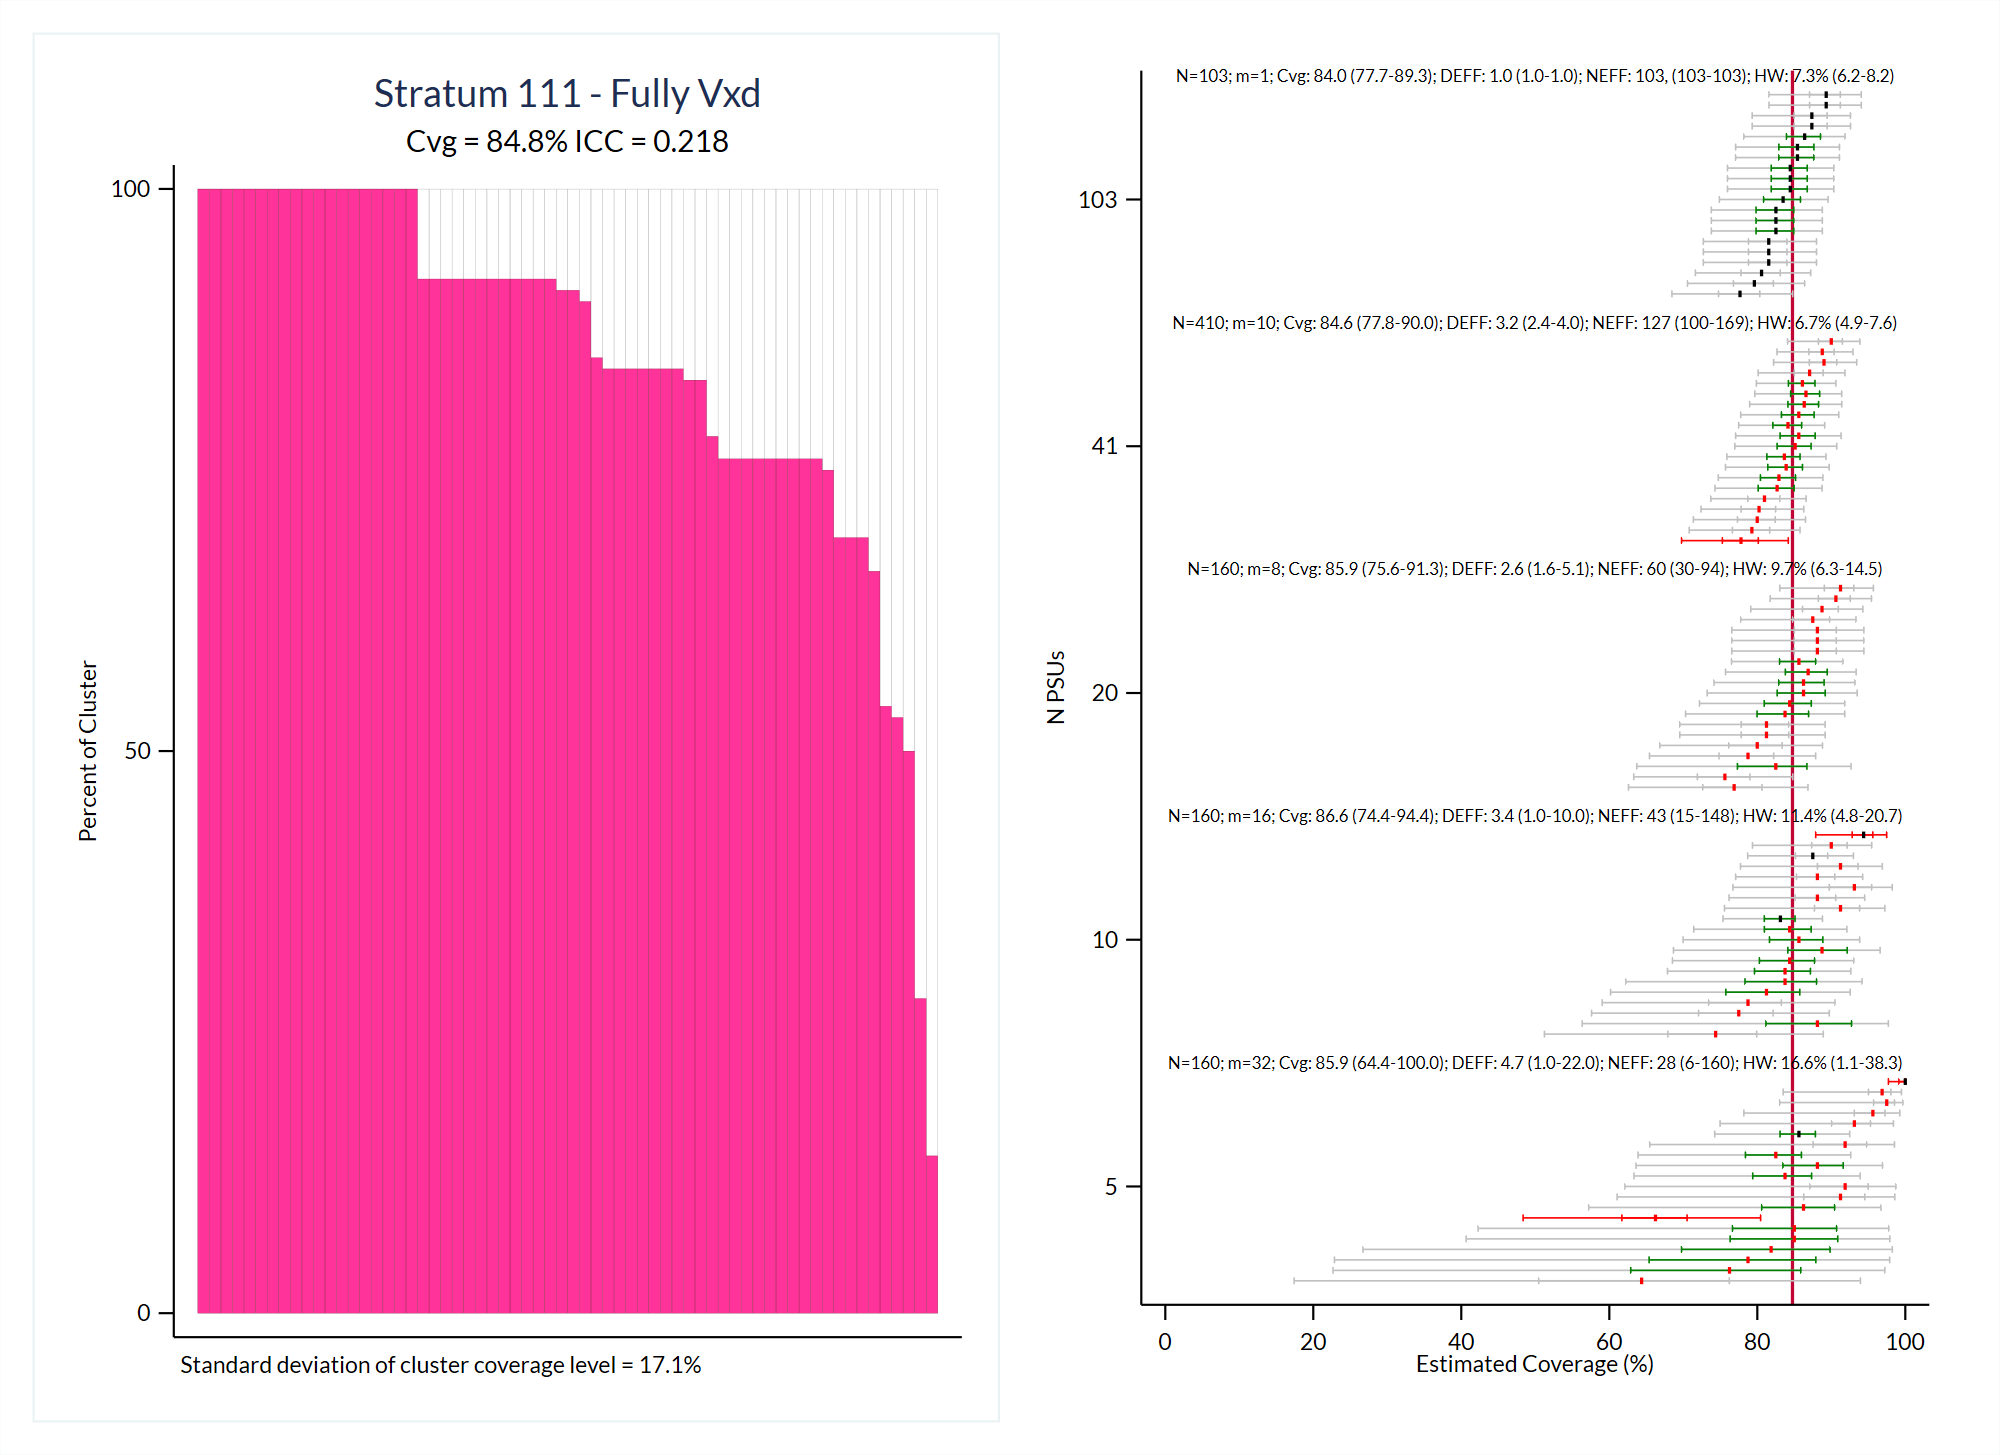 Stratum 111 - Fully Vxd
Cvg = 84.8% ICC = 0.218
100
50
0
Percent of Cluster
Standard deviation of cluster coverage level = 17.1%
N=103; m=1; Cvg: 84.0 (77.7-89.3); DEFF: 1.0 (1.0-1.0); NEFF: 103, (103-103); HW: 7.3% (6.2-8.2)
103
N=410; m=10; Cvg: 84.6 (77.8-90.0); DEFF: 3.2 (2.4-4.0); NEFF: 127 (100-169); HW: 6.7% (4.9-7.6)
41
N=160; m=8; Cvg: 85.9 (75.6-91.3); DEFF: 2.6 (1.6-5.1); NEFF: 60 (30-94); HW: 9.7% (6.3-14.5)
20
N PSUs
N=160; m=16; Cvg: 86.6 (74.4-94.4); DEFF: 3.4 (1.0-10.0); NEFF: 43 (15-148); HW: 11.4% (4.8-20.7)
10
N=160; m=32; Cvg: 85.9 (64.4-100.0); DEFF: 4.7 (1.0-22.0); NEFF: 28 (6-160); HW: 16.6% (1.1-38.3)
5
0 20 40 60 80 100
Estimated Coverage (%)